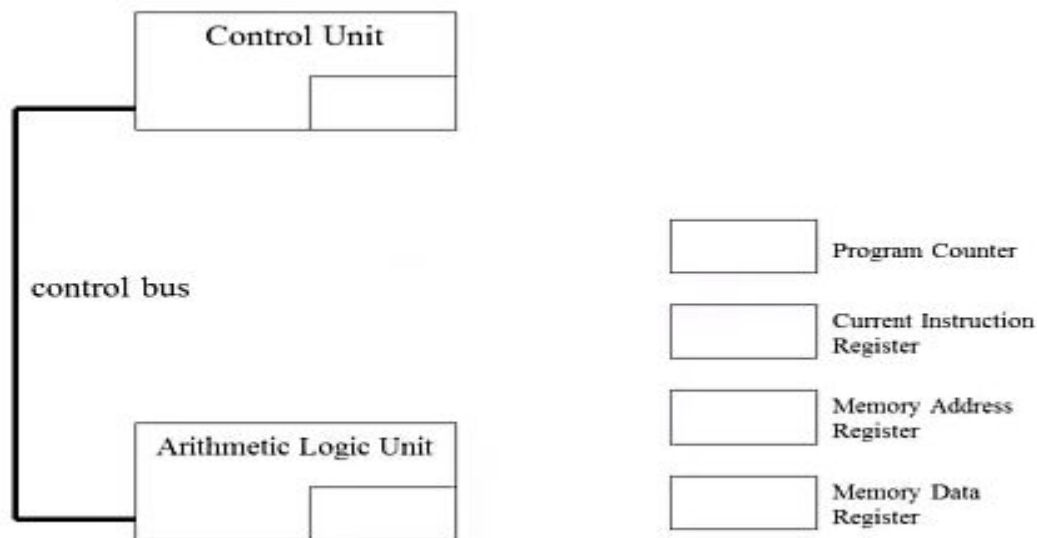 Control Unit
control bus
Program Counter
Current Instruction
Register
Memory Address
Register
Arithmetic Logic Unit
Memory Data
Register